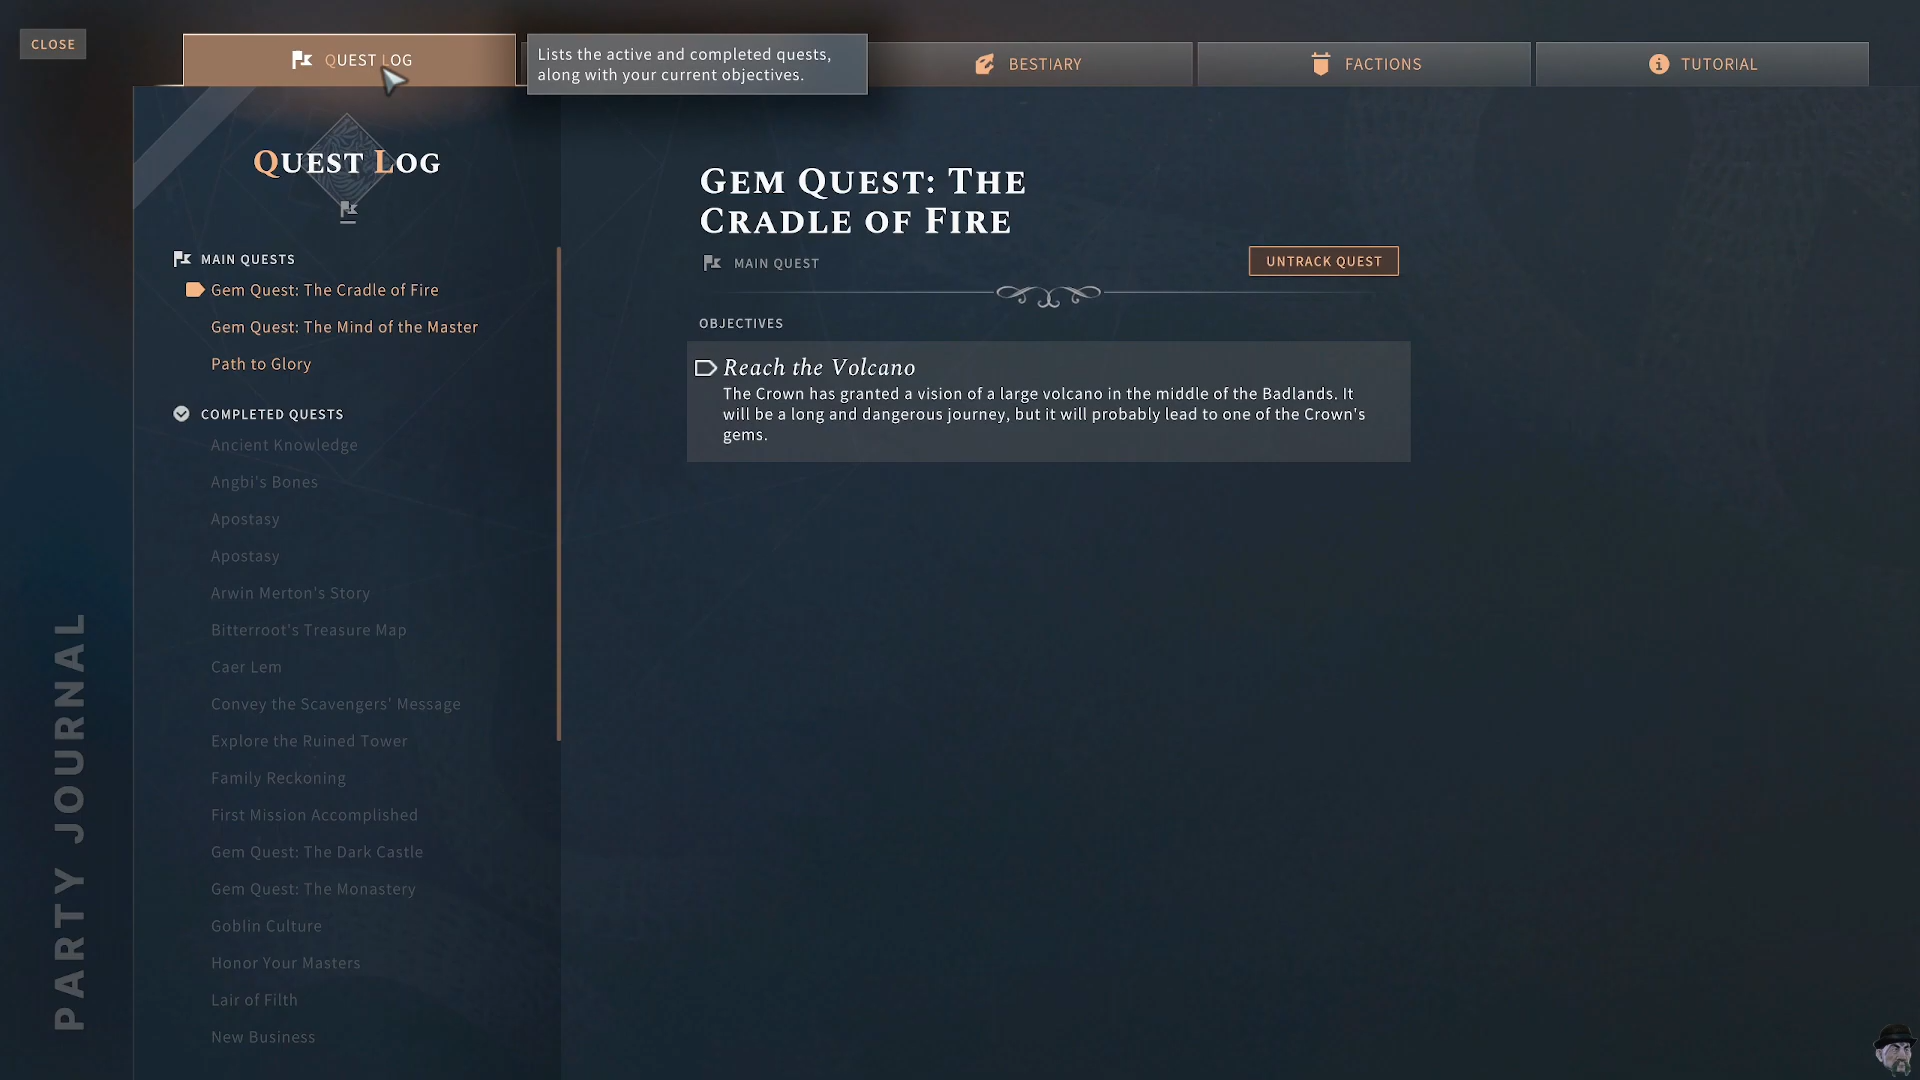 CLOSE
QUEST LOG
Lists the active and completed quests,
along with your current objectives.
BESTIARY
FACTIONS
TUTORIAL
QUEST LOG
MAIN QUESTS
Gem Quest: The Cradle of Fire
Gem Quest: The Mind of the Master
Path to Glory
COMPLETED QUESTS
Ancient Knowledge
Angbi's Bones
Apostasy
Apostasy
Arwin Merton's Story
Bitterroot's Treasure Map
Caer Lem
Convey the Scavengers' Message
Explore the Ruined Tower
Family Reckoning
First Mission Accomplished
Gem Quest: The Dark Castle
Gem Quest: The Monastery
Goblin Culture
Honor Your Masters
Lair of Filth
New Business
GEM QUEST: THE
CRADLE OF FIRE
MAIN QUEST
UNTRACK QUEST
OBJECTIVES
Reach the Volcano
The Crown has granted a vision of a large volcano in the middle of the Badlands. It
will be a long and dangerous journey, but it will probably lead to one of the Crown's
gems.
PARTY JOURNAL